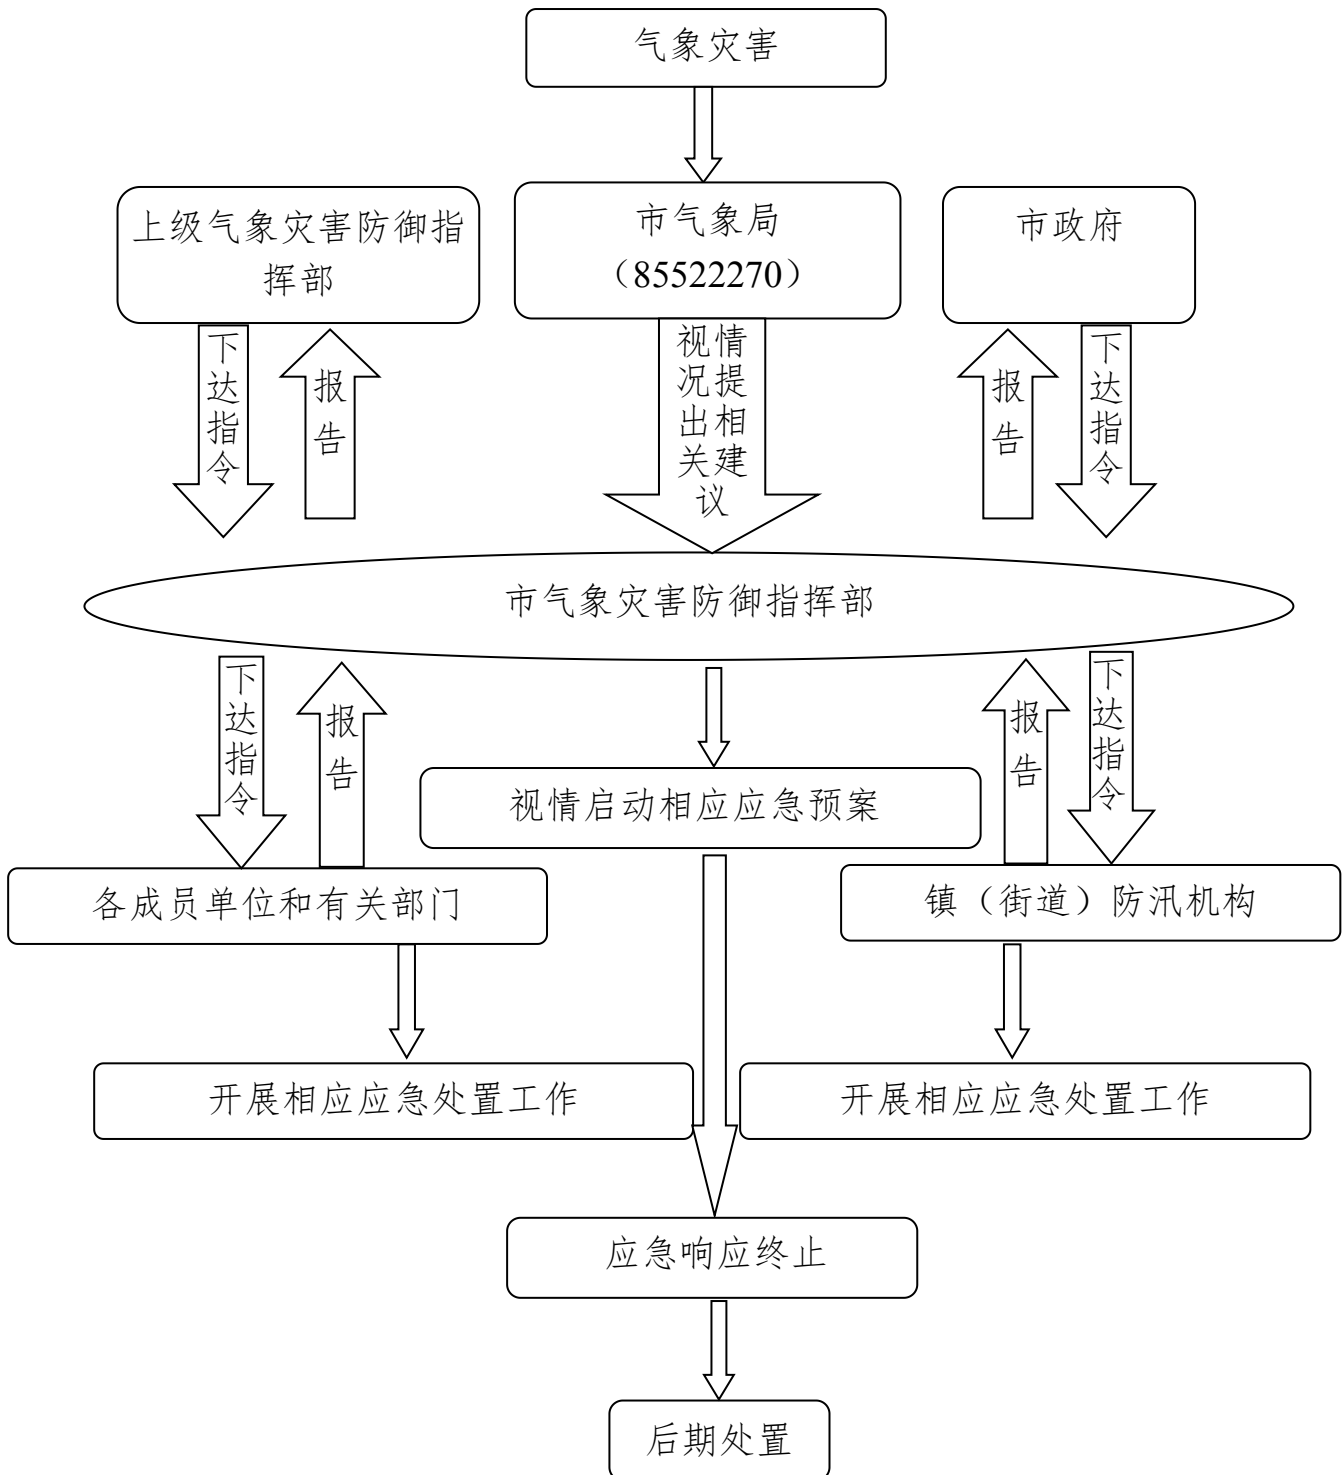 气象灾害
上级气象灾害防御指
挥部
市气象局
（85522270）
市政府
下
达
指
令
报
告
视情
况提
出相
关建
议
报
告
下
达
指
令
市气象灾害防御指挥部
下
达
指
令
报
告
视情启动相应应急预案
报
告
下
达
指
令
各成员单位和有关部门
镇（街道）防汛机构
开展相应应急处置工作
开展相应应急处置工作
应急响应终止
后期处置